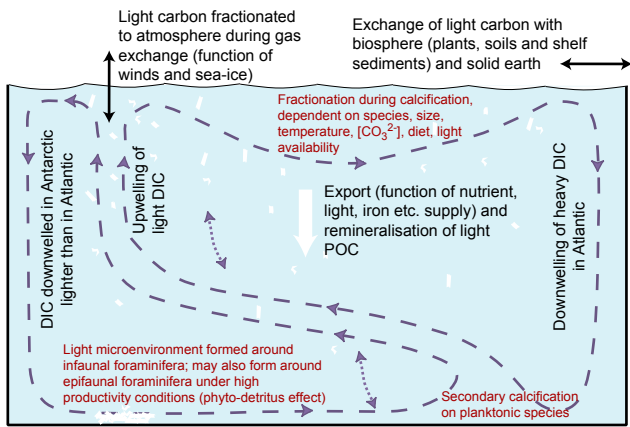 Light carbon fractionated
to atmosphere during gas
exchange (function of
winds and sea-ice)
Exchange of light carbon with
biosphere (plants, soils and shelf
sediments) and solid earth
Fractionation during calcification,
dependent on species, size,
temperature, [CO₃²⁻], diet, light
availability
DIC downwelled in Antarctic
lighter than in Atlantic
Upwelling of
light DIC
Export (function of nutrient,
light, iron etc. supply) and
remineralisation of light
POC
Downwelling of heavy DIC
in Atlantic
Light microenvironment formed around
infaunal foraminifera; may also form around
epifaunal foraminifera under high
productivity conditions (phyto-detritus effect)
Secondary calcification
on planktonic species